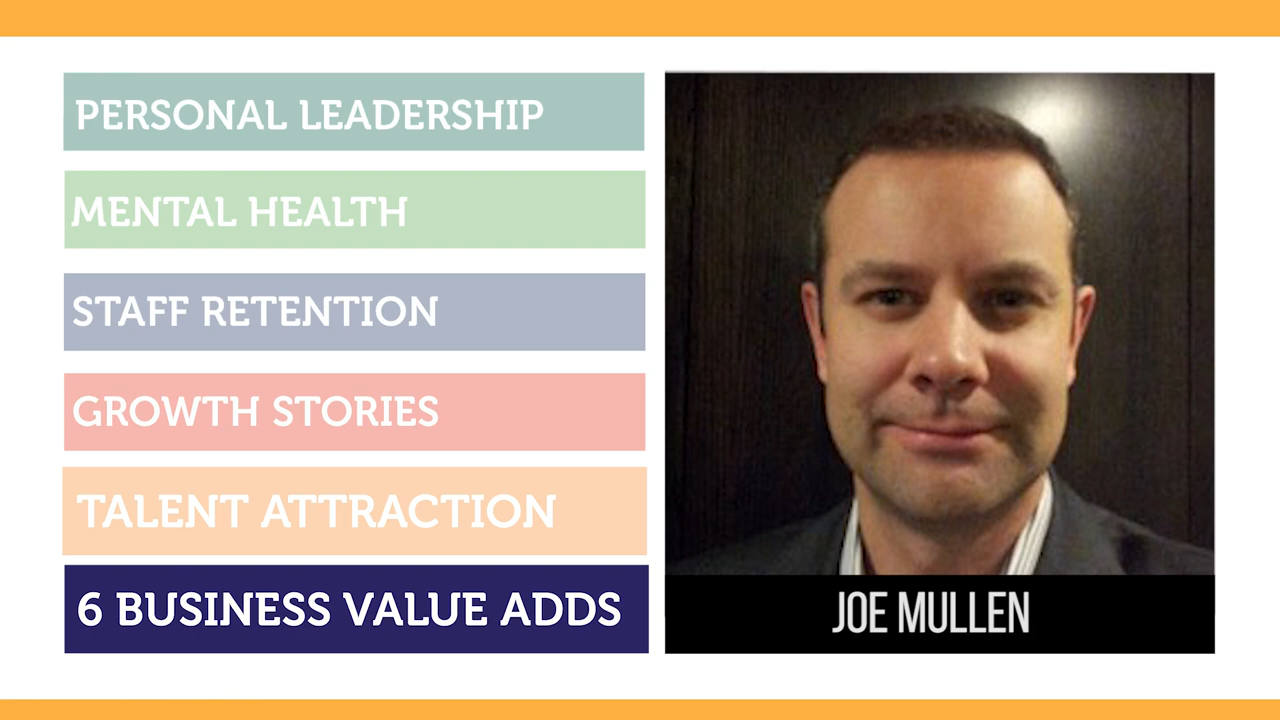 PERSONAL LEADERSHIP
MENTAL HEALTH
STAFF RETENTION
GROWTH STORIES
TALENT ATTRACTION
6 BUSINESS VALUE ADDS
JOE MULLEN